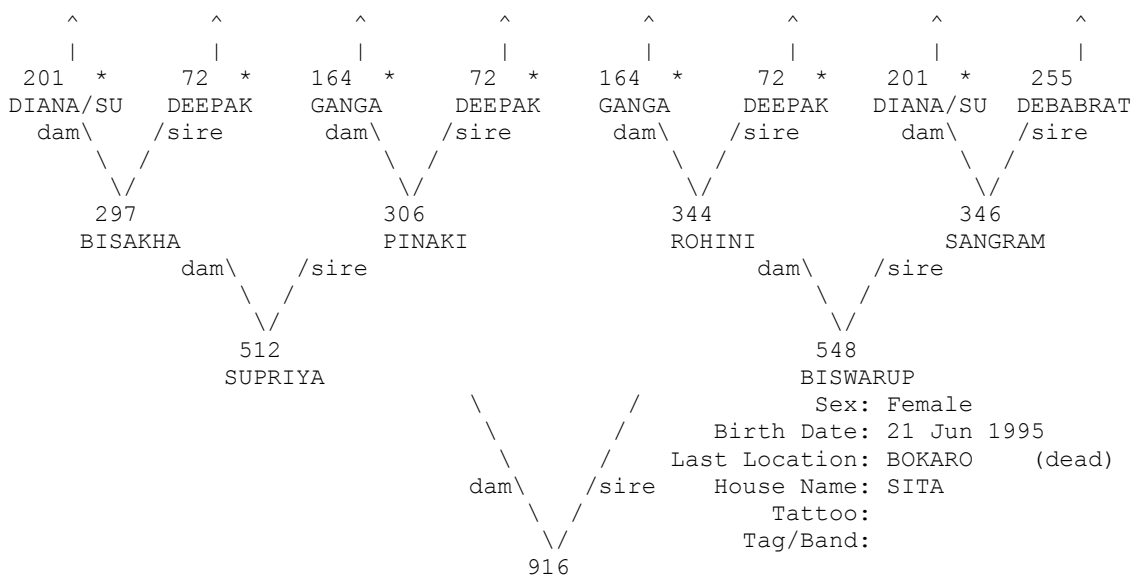 ^ ^ ^ ^ ^ ^ ^ ^
| | | | | | | |
201 * 72 * 164 * 72 * 164 * 72 * 201 * 255
DIANA/SU DEEPAK GANGA DEEPAK GANGA DEEPAK DIANA/SU DEBABRAT
dam\ /sire dam\ /sire dam\ /sire dam\ /sire
\ / \ / \ / \ /
\/ \/ \/ \/
297 306 344 346
BISAKHA PINAKI ROHINI SANGRAM
dam\ /sire dam\ /sire
\ / \ /
\/ \/
512 548
SUPRIYA BISWARUP
\ / Sex: Female
\ / Birth Date: 21 Jun 1995
\ / Last Location: BOKARO (dead)
dam\ /sire House Name: SITA
\ / Tattoo:
\/ Tag/Band:
916